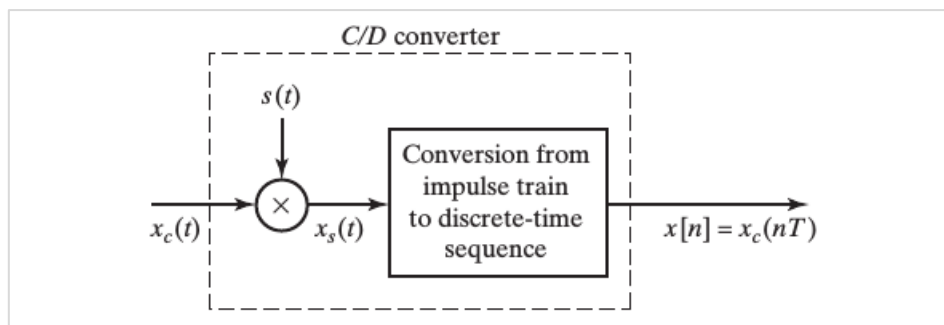 C/D converter
s(t)
Conversion from
impulse train
to discrete-time
sequence
×
x_c(t)
x_s(t)
x[n] = x_c(nT)